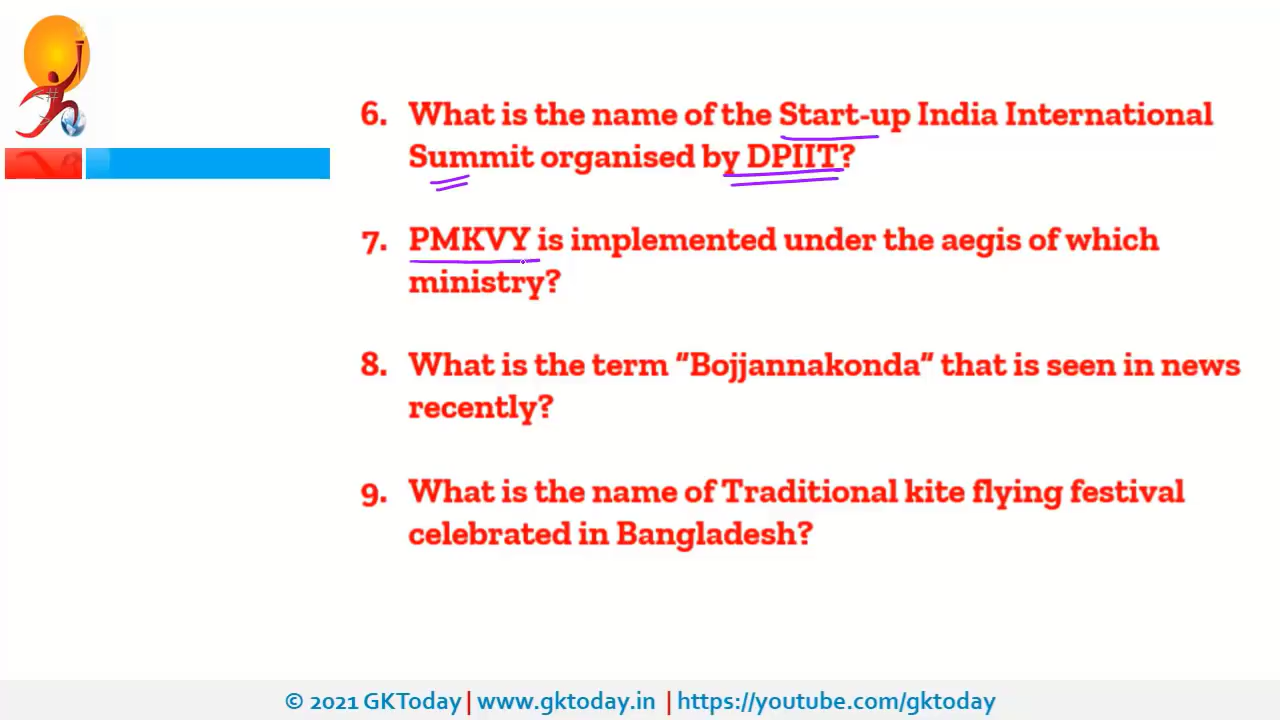 6. What is the name of the Start-up India International
Summit organised by DPIIT?
7. PMKVY is implemented under the aegis of which
ministry?
8. What is the term “Bojjannakonda” that is seen in news
recently?
9. What is the name of Traditional kite flying festival
celebrated in Bangladesh?
© 2021 GKToday | www.gktoday.in | https://youtube.com/gktoday